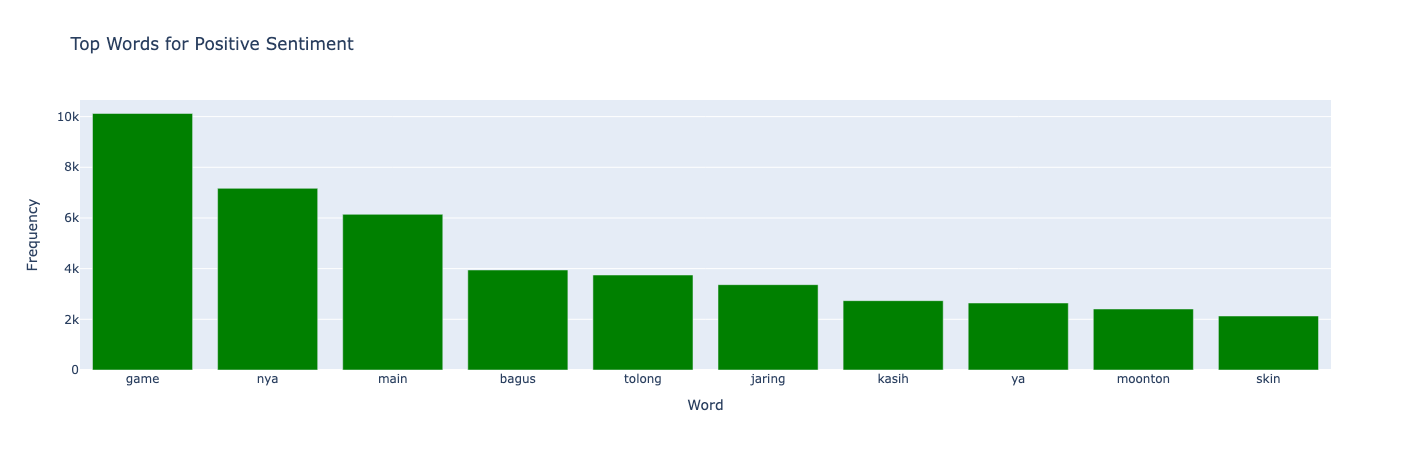 Top Words for Positive Sentiment
Frequency
10k
8k
6k
4k
2k
0
game nya main bagus tolong jaring kasih ya moonton skin
Word